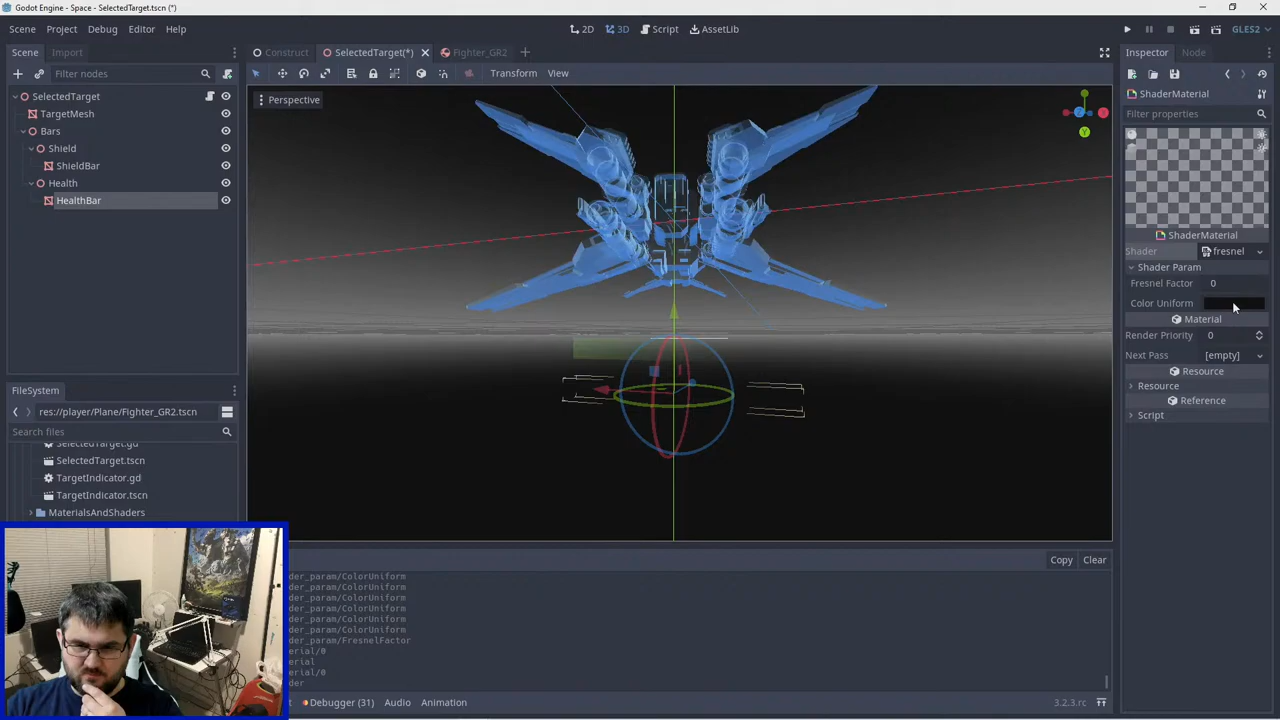 Godot Engine - Space - SelectedTarget.tscn (*)
Scene Project Debug Editor Help
2D 3D Script AssetLib
GLES2
Scene Import
Construct SelectedTarget(*) Fighter_GR2
Inspector Node
Filter nodes
Transform View
SelectedTarget
TargetMesh
Bars
Shield
ShieldBar
Health
HealthBar
Perspective
Y
ShaderMaterial
Filter properties
ShaderMaterial
Shader fresnel
Shader Param
Fresnel Factor 0
Color Uniform
Material
Render Priority 0
Next Pass [empty]
Resource
Resource
Reference
Script
FileSystem
res://player/Plane/Fighter_GR2.tscn
Search files
SelectedTarget.gd
SelectedTarget.tscn
TargetIndicator.gd
TargetIndicator.tscn
MaterialsAndShaders
Copy Clear
der_param/ColorUniform
der_param/ColorUniform
der_param/ColorUniform
der_param/ColorUniform
der_param/ColorUniform
der_param/ColorUniform
der_param/FresnelFactor
erial/0
erial
erial/0
der
Debugger (31) Audio Animation
3.2.3.rc